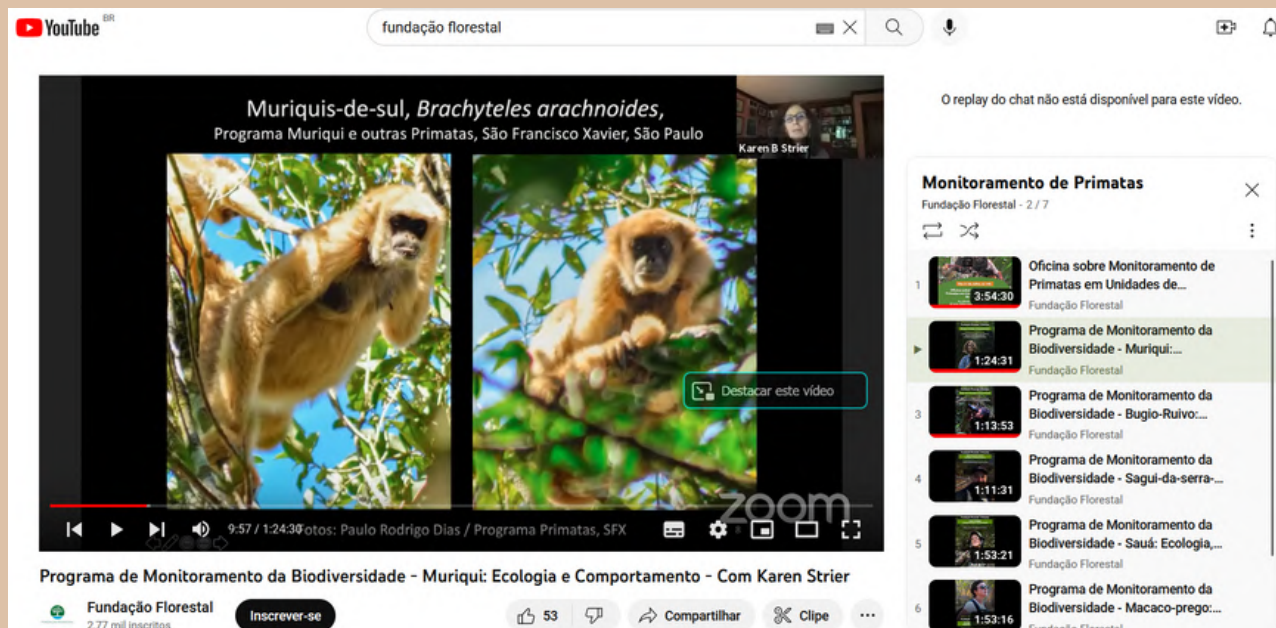 YouTube BR
fundação florestal
Muriquis-de-sul, Brachyteles arachnoides,
Programa Muriqui e outras Primatas, São Francisco Xavier, São Paulo
Karen B Strier
Destacar este vídeo
zoom
9:57 / 1:24:30
Fotos: Paulo Rodrigo Dias / Programa Primatas, SFX
Programa de Monitoramento da Biodiversidade - Muriqui: Ecologia e Comportamento - Com Karen Strier
Fundação Florestal
2,77 mil inscritos
Inscrever-se
53
Compartilhar
Clipe
O replay do chat não está disponível para este vídeo.
Monitoramento de Primatas
Fundação Florestal - 2 / 7
1
3:54:30
Oficina sobre Monitoramento de
Primatas em Unidades de...
Fundação Florestal
1:24:31
Programa de Monitoramento da
Biodiversidade - Muriqui:...
Fundação Florestal
3
1:13:53
Programa de Monitoramento da
Biodiversidade - Bugio-Ruivo:...
Fundação Florestal
4
1:11:31
Programa de Monitoramento da
Biodiversidade - Sagui-da-serra-...
Fundação Florestal
5
1:53:21
Programa de Monitoramento da
Biodiversidade - Sauá: Ecologia,...
Fundação Florestal
6
1:53:16
Programa de Monitoramento da
Biodiversidade - Macaco-prego:...
Fundação Florestal